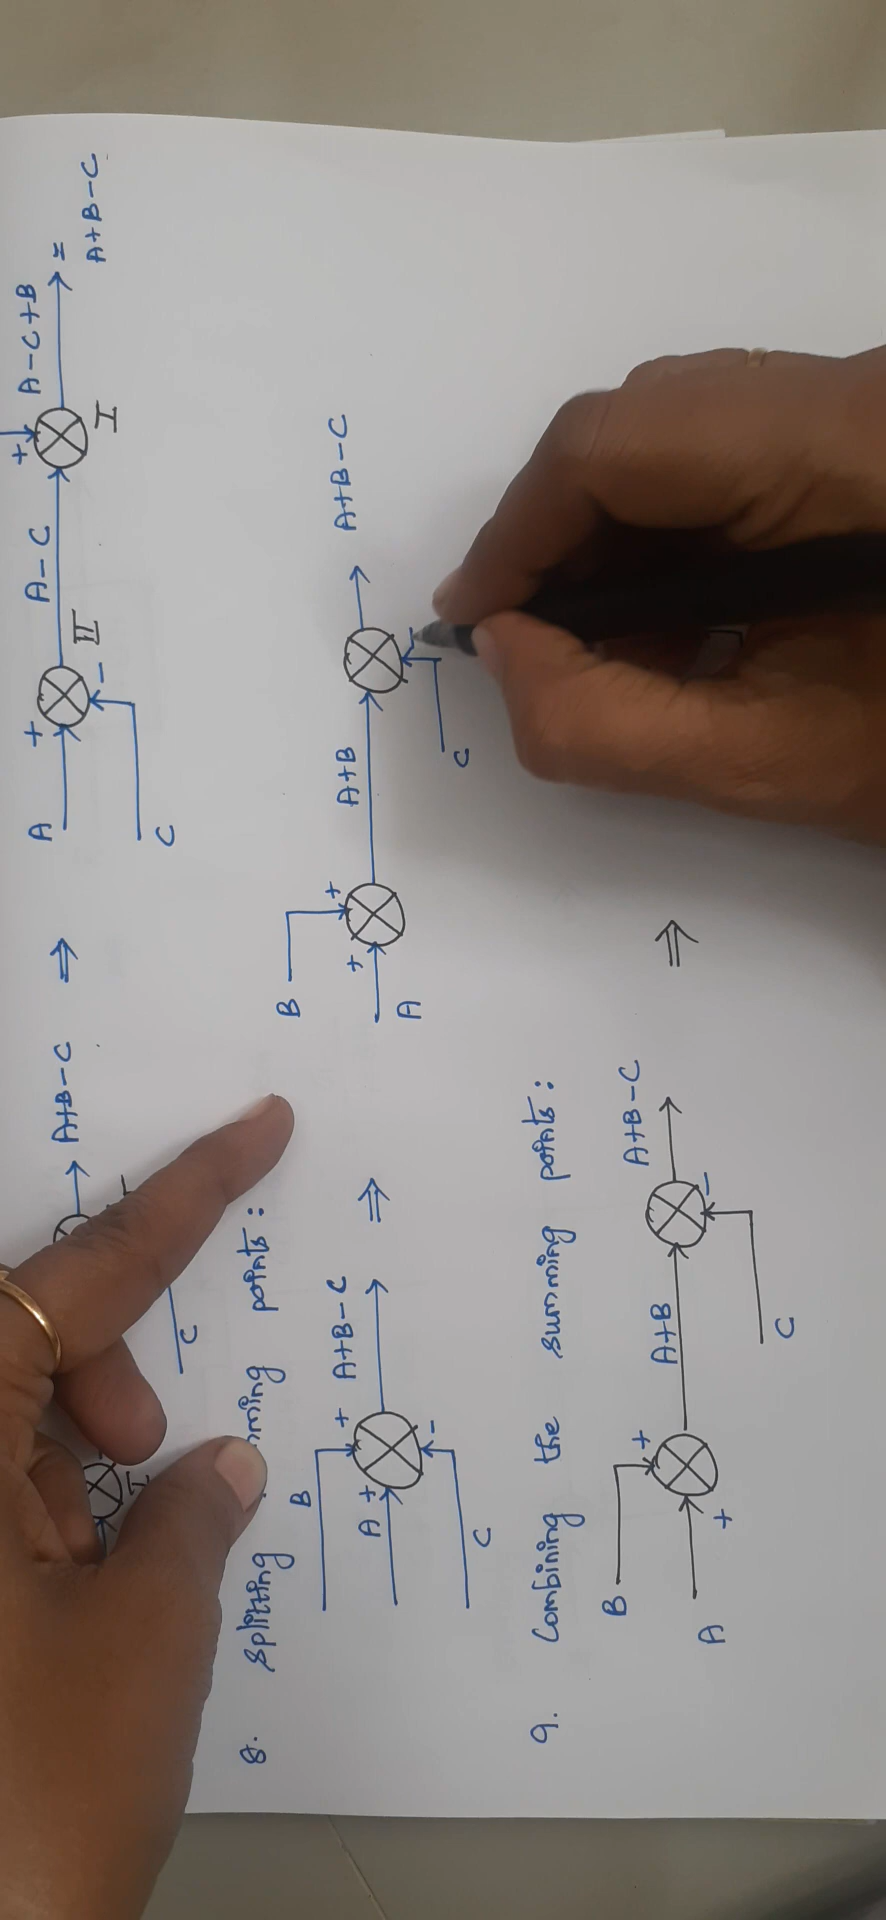 A+B-C ⇒ A + - II A-C + I A-C+B =
C C A+B-C
8. splitting points:
B + A + - C A+B-C ⇒ B + + A A+B - C A+B-C
9. Combining the summing points:
B + A + A+B - C A+B-C ⇒